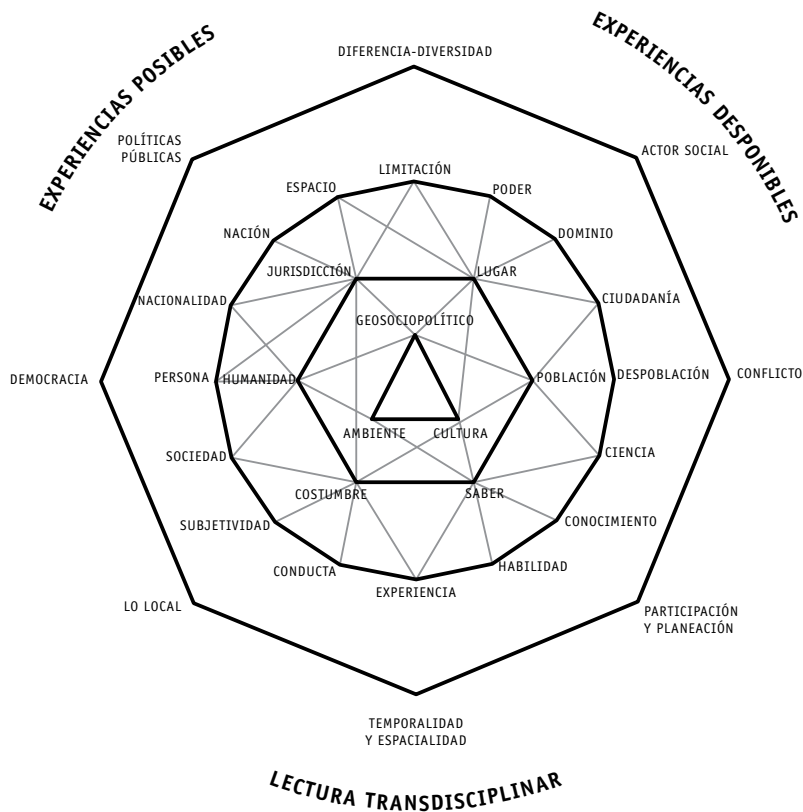 EXPERIENCIAS POSIBLES
EXPERIENCIAS DESPONIBLES
DIFERENCIA-DIVERSIDAD
POLÍTICAS
PÚBLICAS
ACTOR SOCIAL
LIMITACIÓN
ESPACIO
PODER
NACIÓN
DOMINIO
JURISDICCIÓN
LUGAR
NACIONALIDAD
CIUDADANÍA
GEOSOCIOPOLÍTICO
DEMOCRACIA
PERSONA
HUMANIDAD
POBLACIÓN
DESPOBLACIÓN
CONFLICTO
AMBIENTE
CULTURA
SOCIEDAD
CIENCIA
COSTUMBRE
SABER
SUBJETIVIDAD
CONOCIMIENTO
CONDUCTA
HABILIDAD
EXPERIENCIA
LO LOCAL
PARTICIPACIÓN
Y PLANEACIÓN
TEMPORALIDAD
Y ESPACIALIDAD
LECTURA TRANSDISCIPLINAR